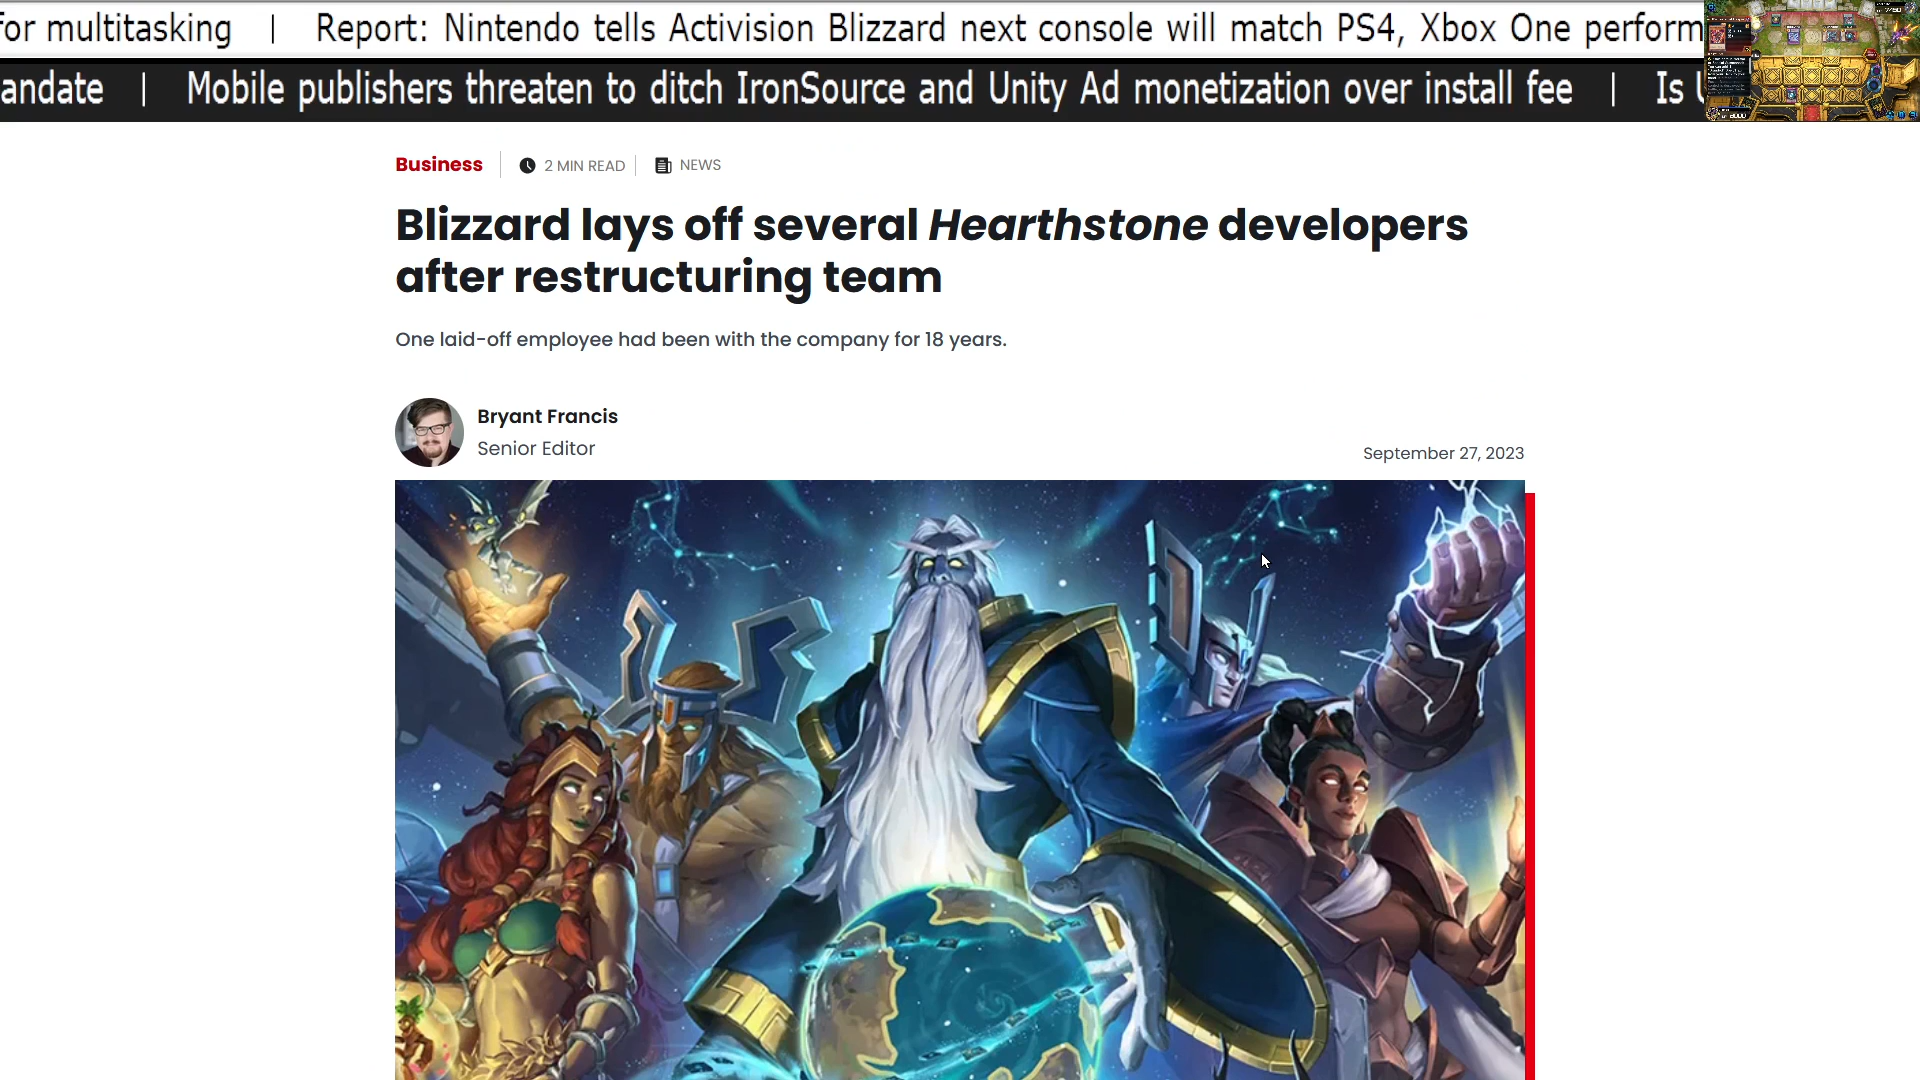 for multitasking | Report: Nintendo tells Activision Blizzard next console will match PS4, Xbox One perform
andate | Mobile publishers threaten to ditch IronSource and Unity Ad monetization over install fee | Is
Business
2 MIN READ
NEWS
Blizzard lays off several Hearthstone developers
after restructuring team
One laid-off employee had been with the company for 18 years.
Bryant Francis
Senior Editor
September 27, 2023